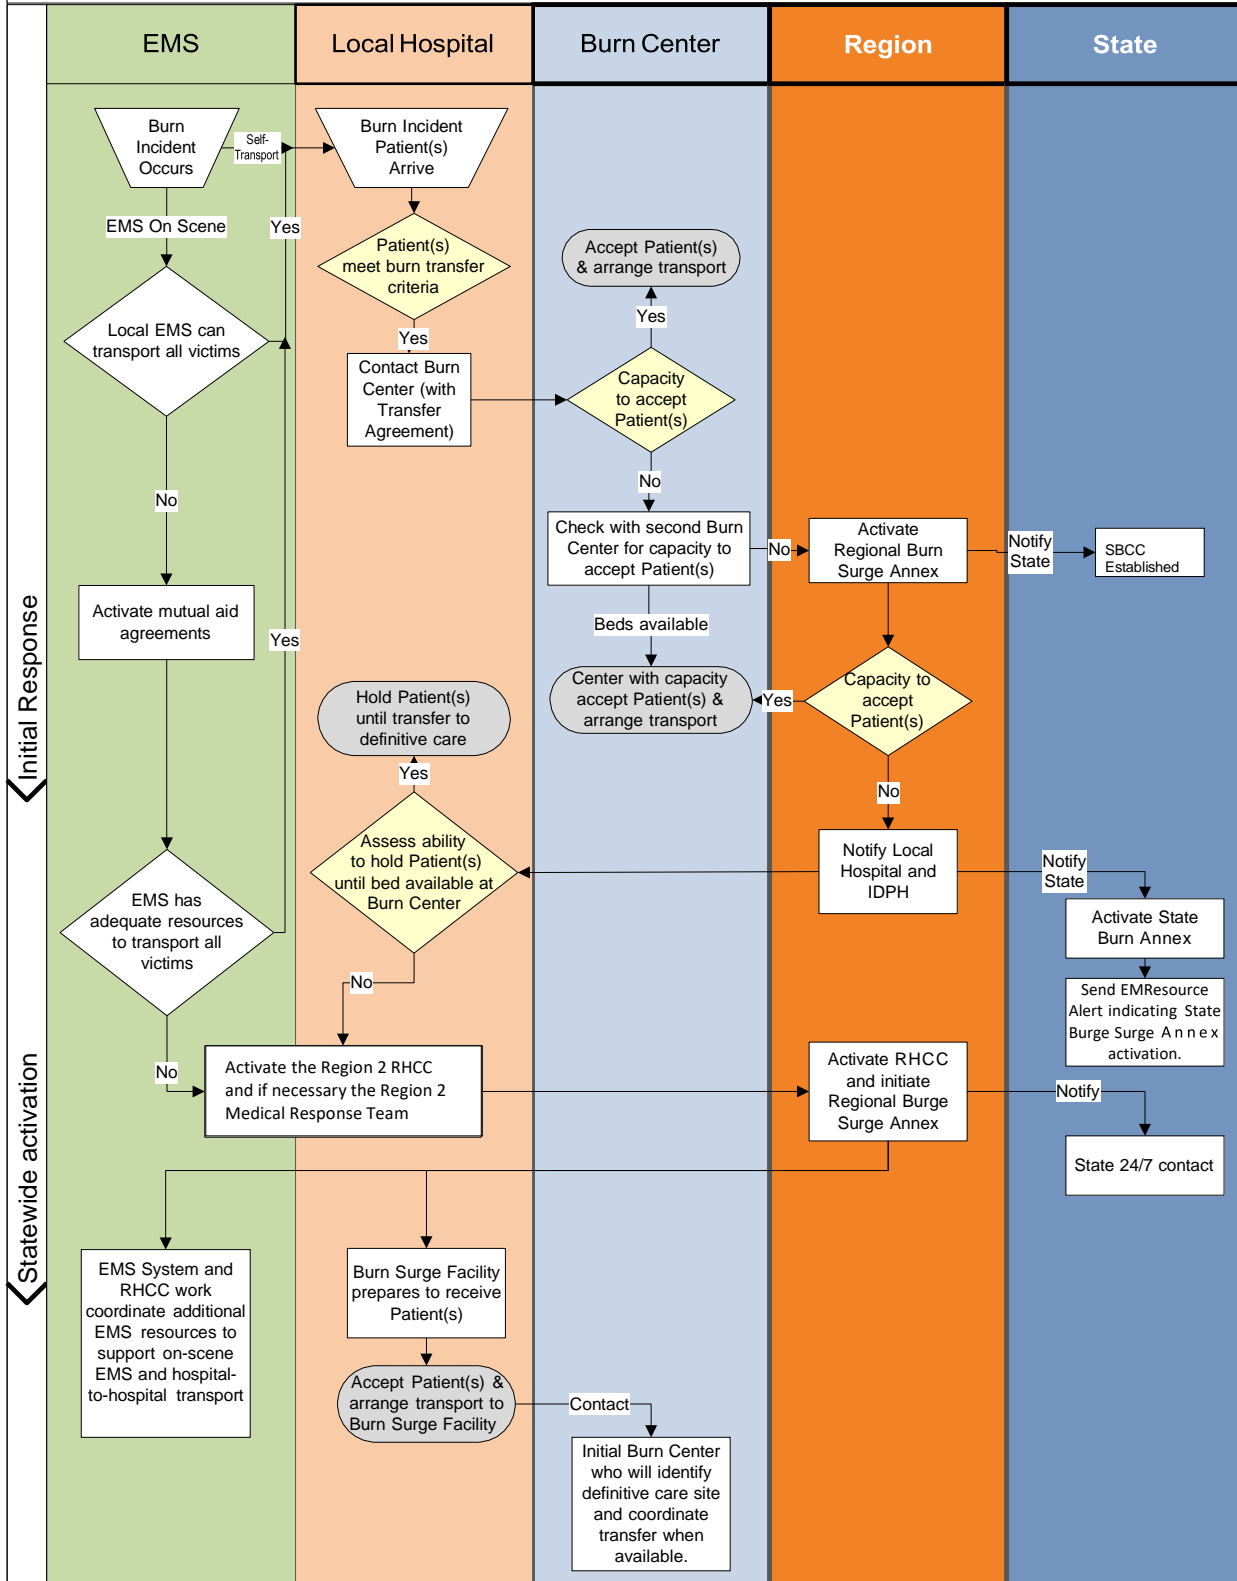 EMS
Local Hospital
Burn Center
Region
State
Initial Response
Statewide activation
Burn
Incident
Occurs
Self-
Transport
Burn Incident
Patient(s)
Arrive
EMS On Scene
Yes
Patient(s)
meet burn transfer
criteria
Accept Patient(s)
& arrange transport
Yes
Local EMS can
transport all victims
Yes
Contact Burn
Center (with
Transfer
Agreement)
Capacity
to accept
Patient(s)
No
No
Check with second Burn
Center for capacity to
accept Patient(s)
No
Activate
Regional Burn
Surge Annex
Notify
State
SBCC
Established
Activate mutual aid
agreements
Yes
Beds available
Center with capacity
accept Patient(s) &
arrange transport
Yes
Capacity to
accept
Patient(s)
Hold Patient(s)
until transfer to
definitive care
Yes
No
Assess ability
to hold Patient(s)
until bed available at
Burn Center
Notify Local
Hospital and
IDPH
Notify
State
EMS has
adequate resources
to transport all
victims
Activate State
Burn Annex
No
Send EMResource
Alert indicating State
Burge Surge Annex
activation.
No
Activate the Region 2 RHCC
and if necessary the Region 2
Medical Response Team
Activate RHCC
and initiate
Regional Burge
Surge Annex
Notify
State 24/7 contact
EMS System and
RHCC work
coordinate additional
EMS resources to
support on-scene
EMS and hospital-
to-hospital transport
Burn Surge Facility
prepares to receive
Patient(s)
Accept Patient(s) &
arrange transport to
Burn Surge Facility
Contact
Initial Burn Center
who will identify
definitive care site
and coordinate
transfer when
available.